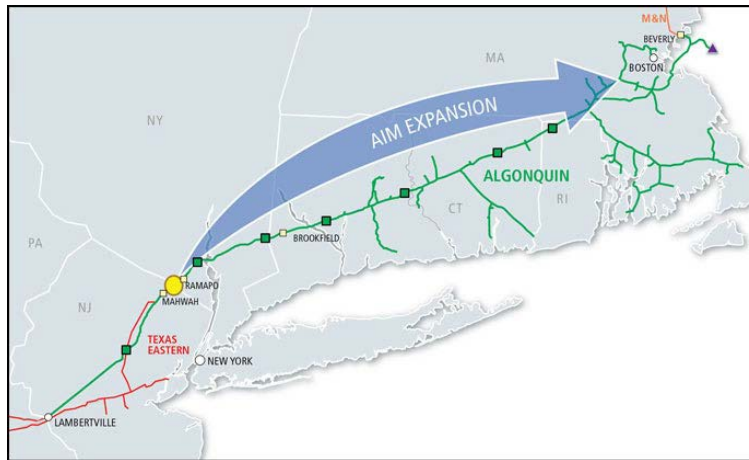 M&N
BEVERLY
BOSTON
MA
NY
AIM EXPANSION
ALGONQUIN
CT
RI
PA
BROOKFIELD
RAMAPO
MAHWAH
NJ
TEXAS
EASTERN
NEW YORK
LAMBERTVILLE